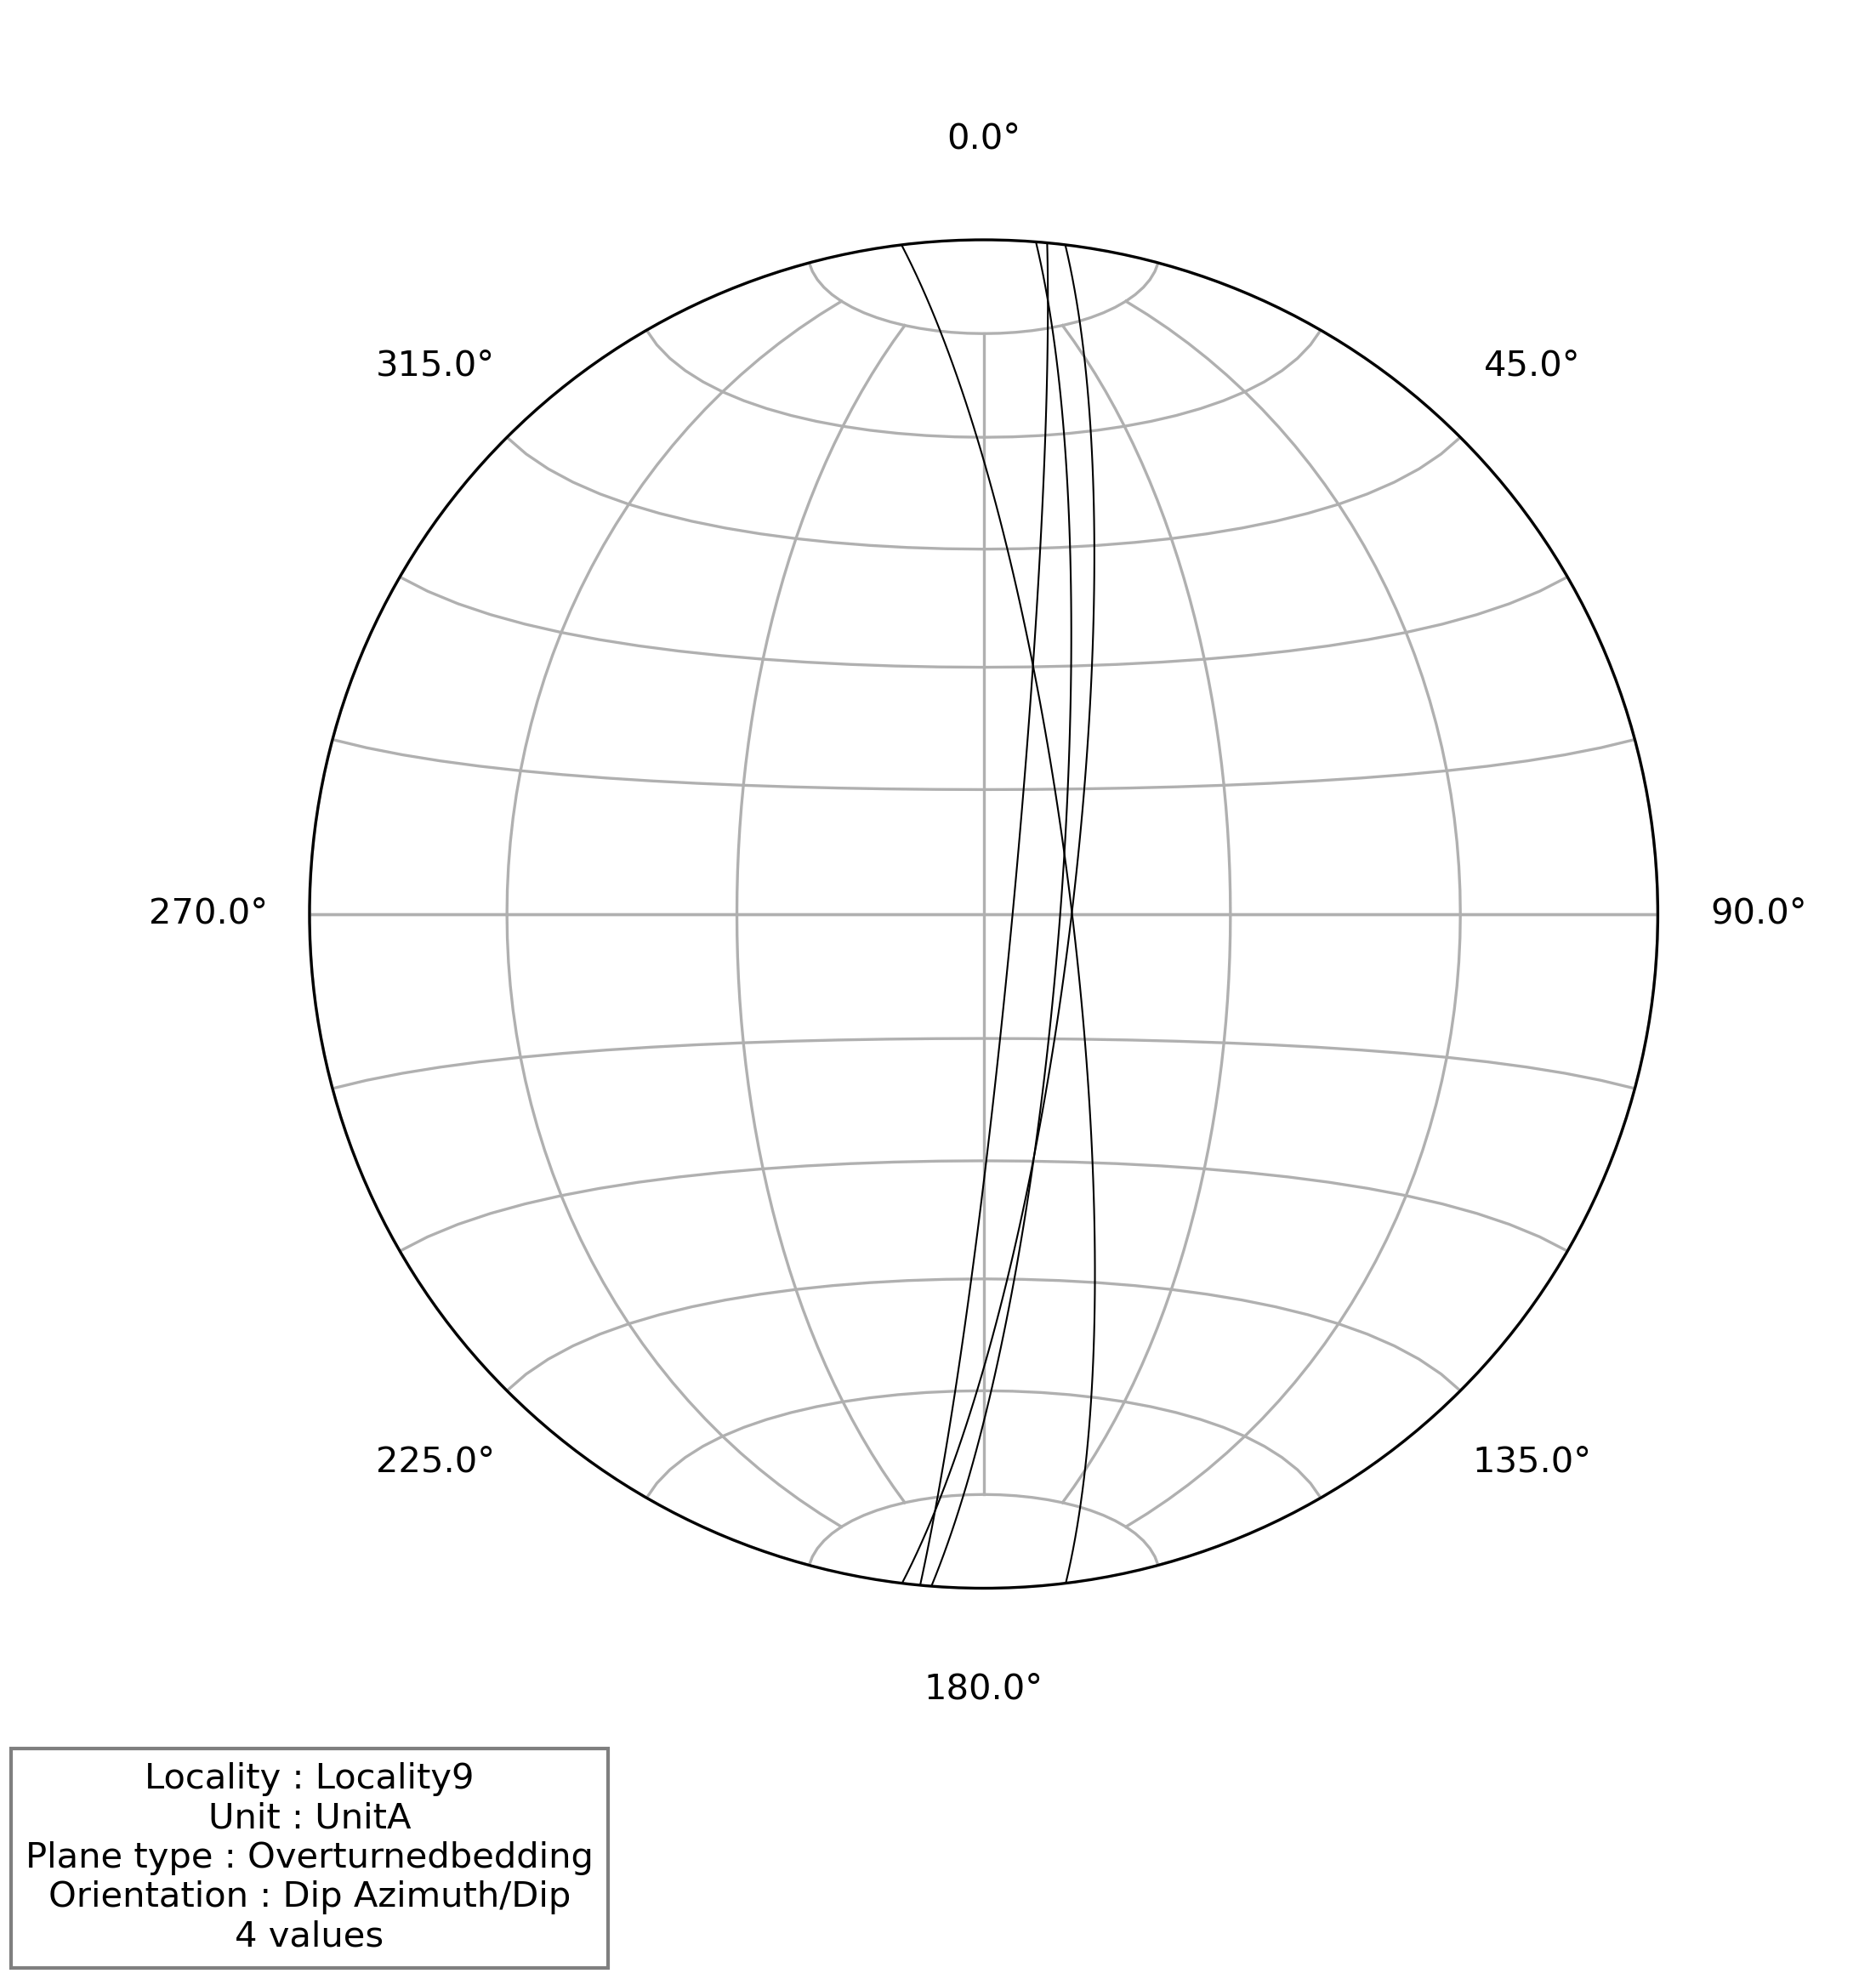 0.0°
315.0°
45.0°
270.0°
90.0°
225.0°
135.0°
180.0°
Locality : Locality9
Unit : UnitA
Plane type : Overturnedbedding
Orientation : Dip Azimuth/Dip
4 values